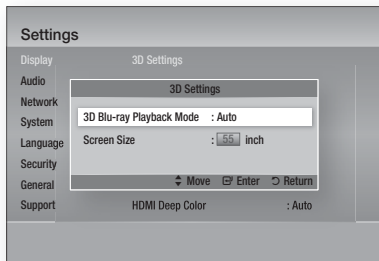 Settings
Display
3D Settings
Audio
Network
System
Language
Security
General
Support
3D Settings
3D Blu-ray Playback Mode : Auto
Screen Size : 55 inch
Move Enter Return
HDMI Deep Color : Auto